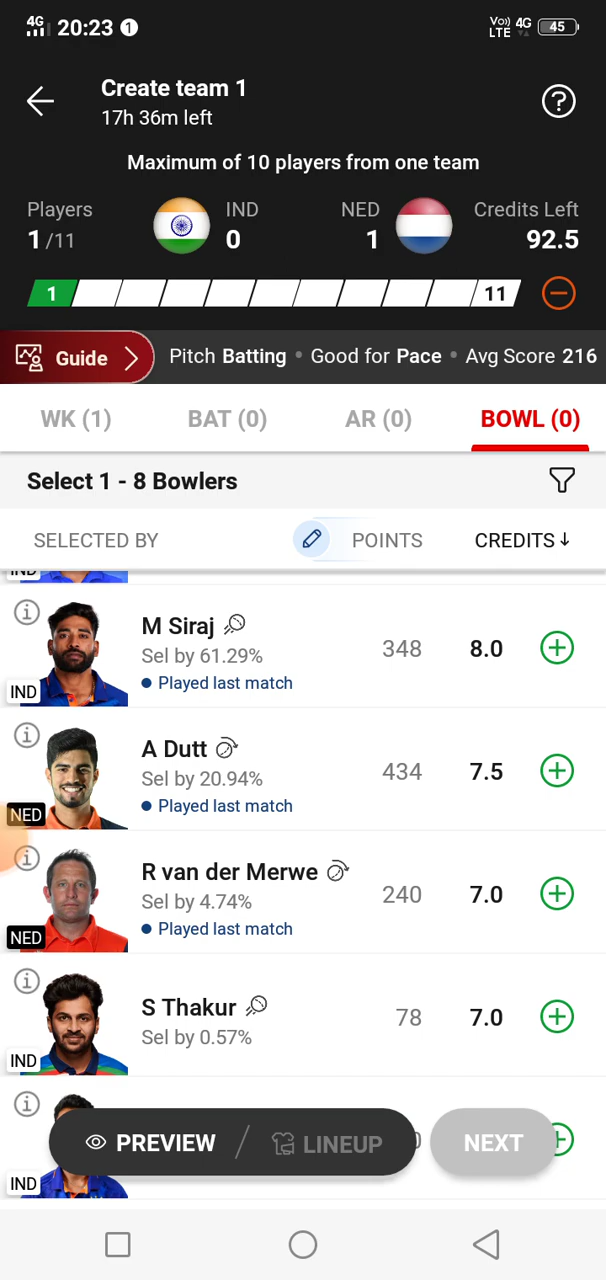 4G 20:23 1 Vo)) LTE 4G 45
Create team 1
17h 36m left
?
Maximum of 10 players from one team
Players IND NED Credits Left
1 /11 0 1 92.5
1 11
Guide Pitch Batting • Good for Pace • Avg Score 216
WK (1) BAT (0) AR (0) BOWL (0)
Select 1 - 8 Bowlers
SELECTED BY POINTS CREDITS ↓
IND
M Siraj
Sel by 61.29% 348 8.0
• Played last match
IND
A Dutt
Sel by 20.94% 434 7.5
• Played last match
NED
R van der Merwe
Sel by 4.74% 240 7.0
• Played last match
NED
S Thakur
Sel by 0.57% 78 7.0
IND
PREVIEW / LINEUP NEXT
IND